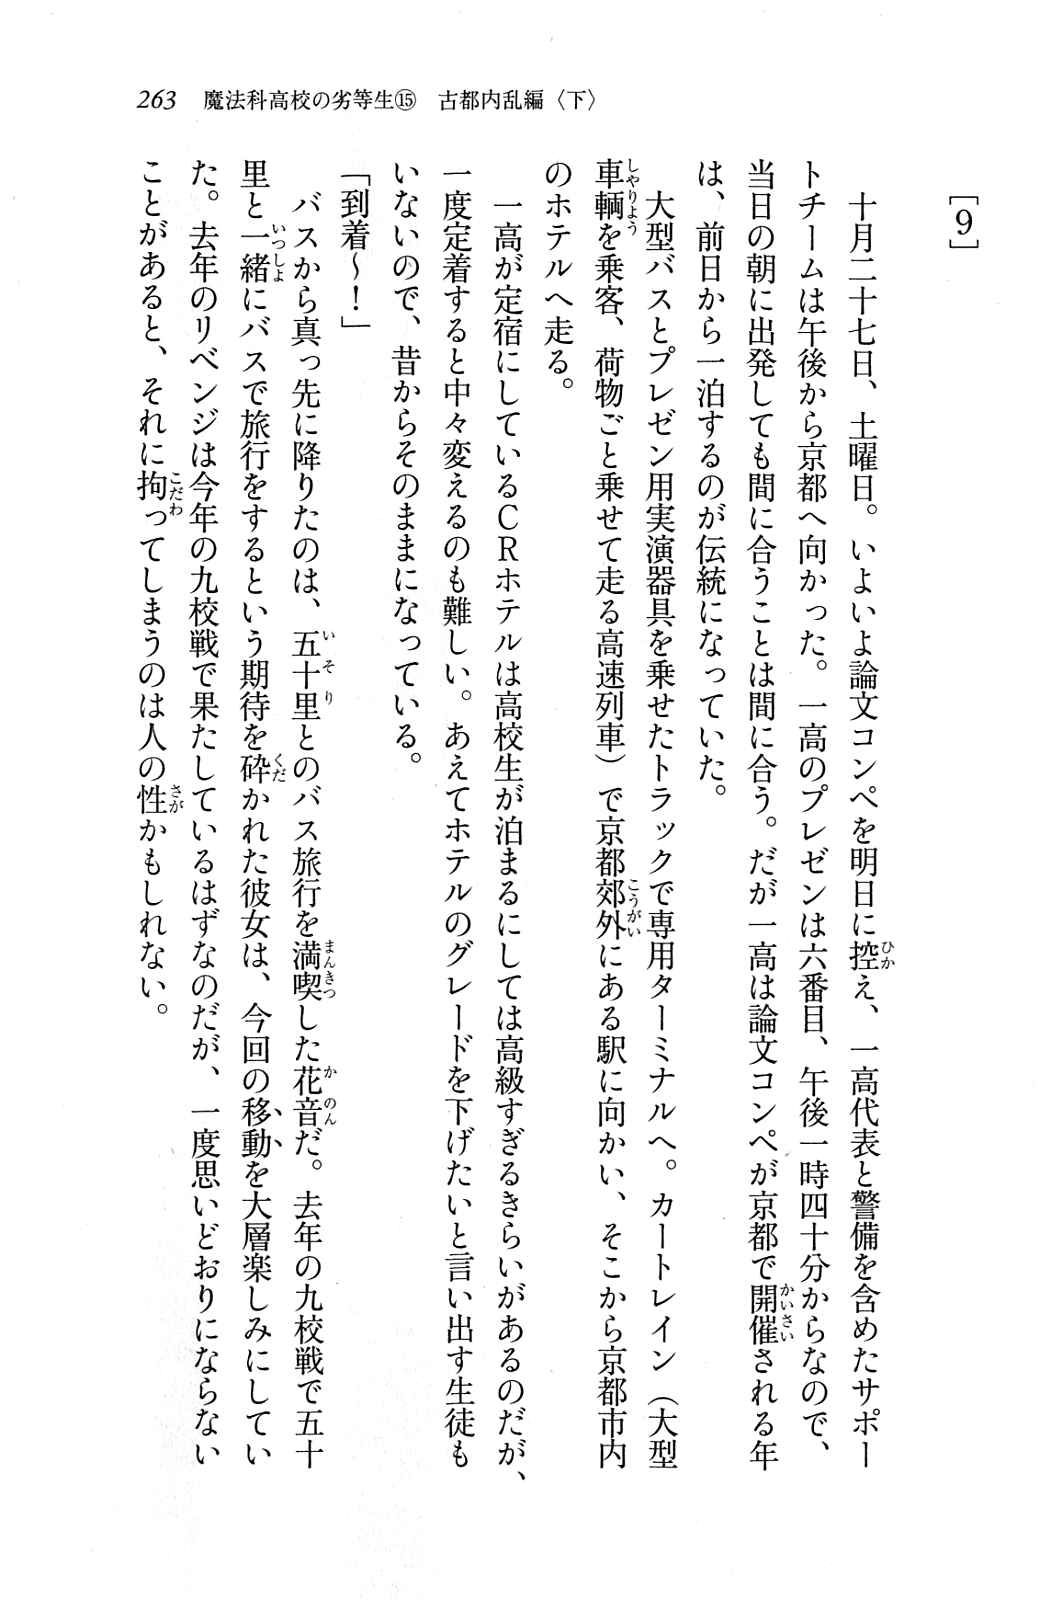 263 魔法科高校の劣等生⑮ 古都内乱編〈下〉
[9]
　十月二十七日、土曜日。いよいよ論文コンペを明日に控え、一高代表と警備を含めたサポー
トチームは午後から京都へ向かった。一高のプレゼンは六番目、午後一時四十分からなので、
当日の朝に出発しても間に合うことは間に合う。だが一高は論文コンペが京都で開催される年
は、前日から一泊するのが伝統になっていた。
　大型バスとプレゼン用実演器具を乗せたトラックで専用ターミナルへ。カートレイン（大型
車輌を乗客、荷物ごと乗せて走る高速列車）で京都郊外にある駅に向かい、そこから京都市内
のホテルへ走る。
　一高が定宿にしているＣＲホテルは高校生が泊まるにしては高級すぎるきらいがあるのだが、
一度定着すると中々変えるのも難しい。あえてホテルのグレードを下げたいと言い出す生徒も
いないので、昔からそのままになっている。
「到着～！」
　バスから真っ先に降りたのは、五十里とのバス旅行を満喫した花音だ。去年の九校戦で五十
里と一緒にバスで旅行をするという期待を砕かれた彼女は、今回の移動を大層楽しみにしてい
た。去年のリベンジは今年の九校戦で果たしているはずなのだが、一度思いどおりにならない
ことがあると、それに拘ってしまうのは人の性かもしれない。